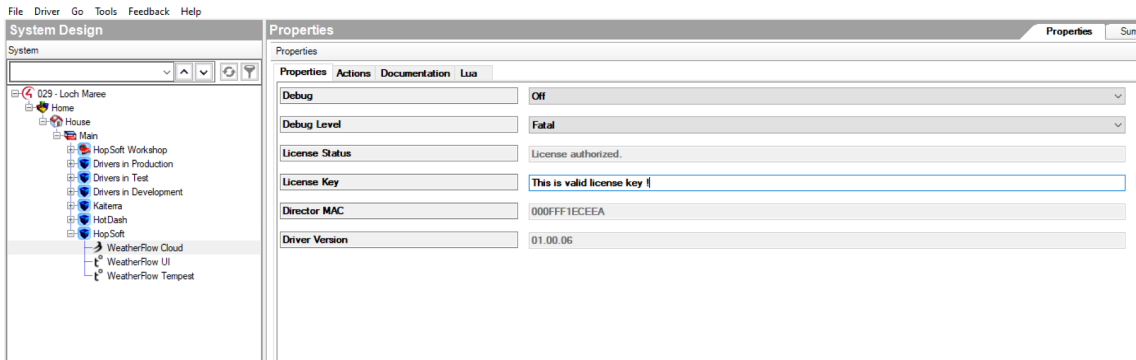 File Driver Go Tools Feedback Help
System Design
System
029 - Loch Maree
Home
House
Main
HopSoft Workshop
Drivers in Production
Drivers in Test
Drivers in Development
Kaiterra
HotDash
HopSoft
WeatherFlow Cloud
WeatherFlow UI
WeatherFlow Tempest
Properties
Properties Sum
Properties
Properties Actions Documentation Lua
Debug Off
Debug Level Fatal
License Status License authorized.
License Key This is valid license key !
Director MAC 000FFF1ECEEA
Driver Version 01.00.06